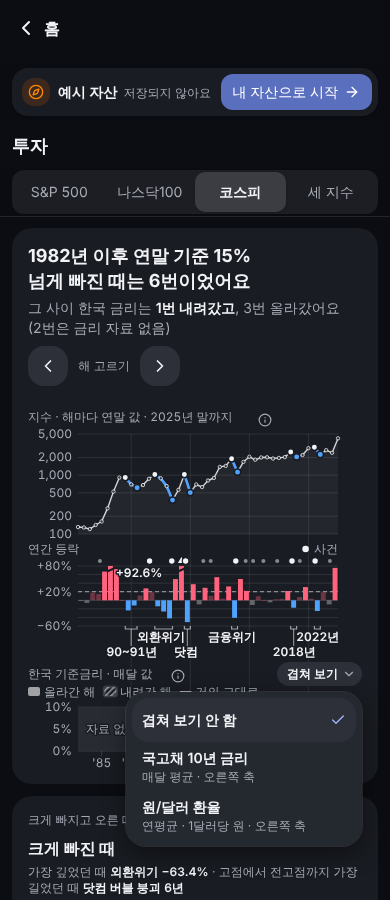 홈
예시 자산 저장되지 않아요 내 자산으로 시작
투자
S&P 500 나스닥100 코스피 세 지수
1982년 이후 연말 기준 15%
넘게 빠진 때는 6번이었어요
그 사이 한국 금리는 1번 내려갔고, 3번 올라갔어요
(2번은 금리 자료 없음)
해 고르기
지수 · 해마다 연말 값 · 2025년 말까지
5,000
2,000
1,000
500
200
100
연간 등락 사건
+80%
+92.6%
+20%
−60%
외환위기 금융위기 2022년
90~91년 닷컴 2018년
한국 기준금리 · 매달 값 겹쳐 보기
올라간 해
10%
5% 자료 없
0%
'85
겹쳐 보기 안 함
국고채 10년 금리
매달 평균 · 오른쪽 축
원/달러 환율
연평균 · 1달러당 원 · 오른쪽 축
크게 빠지고 오른
크게 빠진 때
가장 깊었던 때 외환위기 −63.4% · 고점에서 전고점까지 가장
길었던 때 닷컴 버블 붕괴 6년